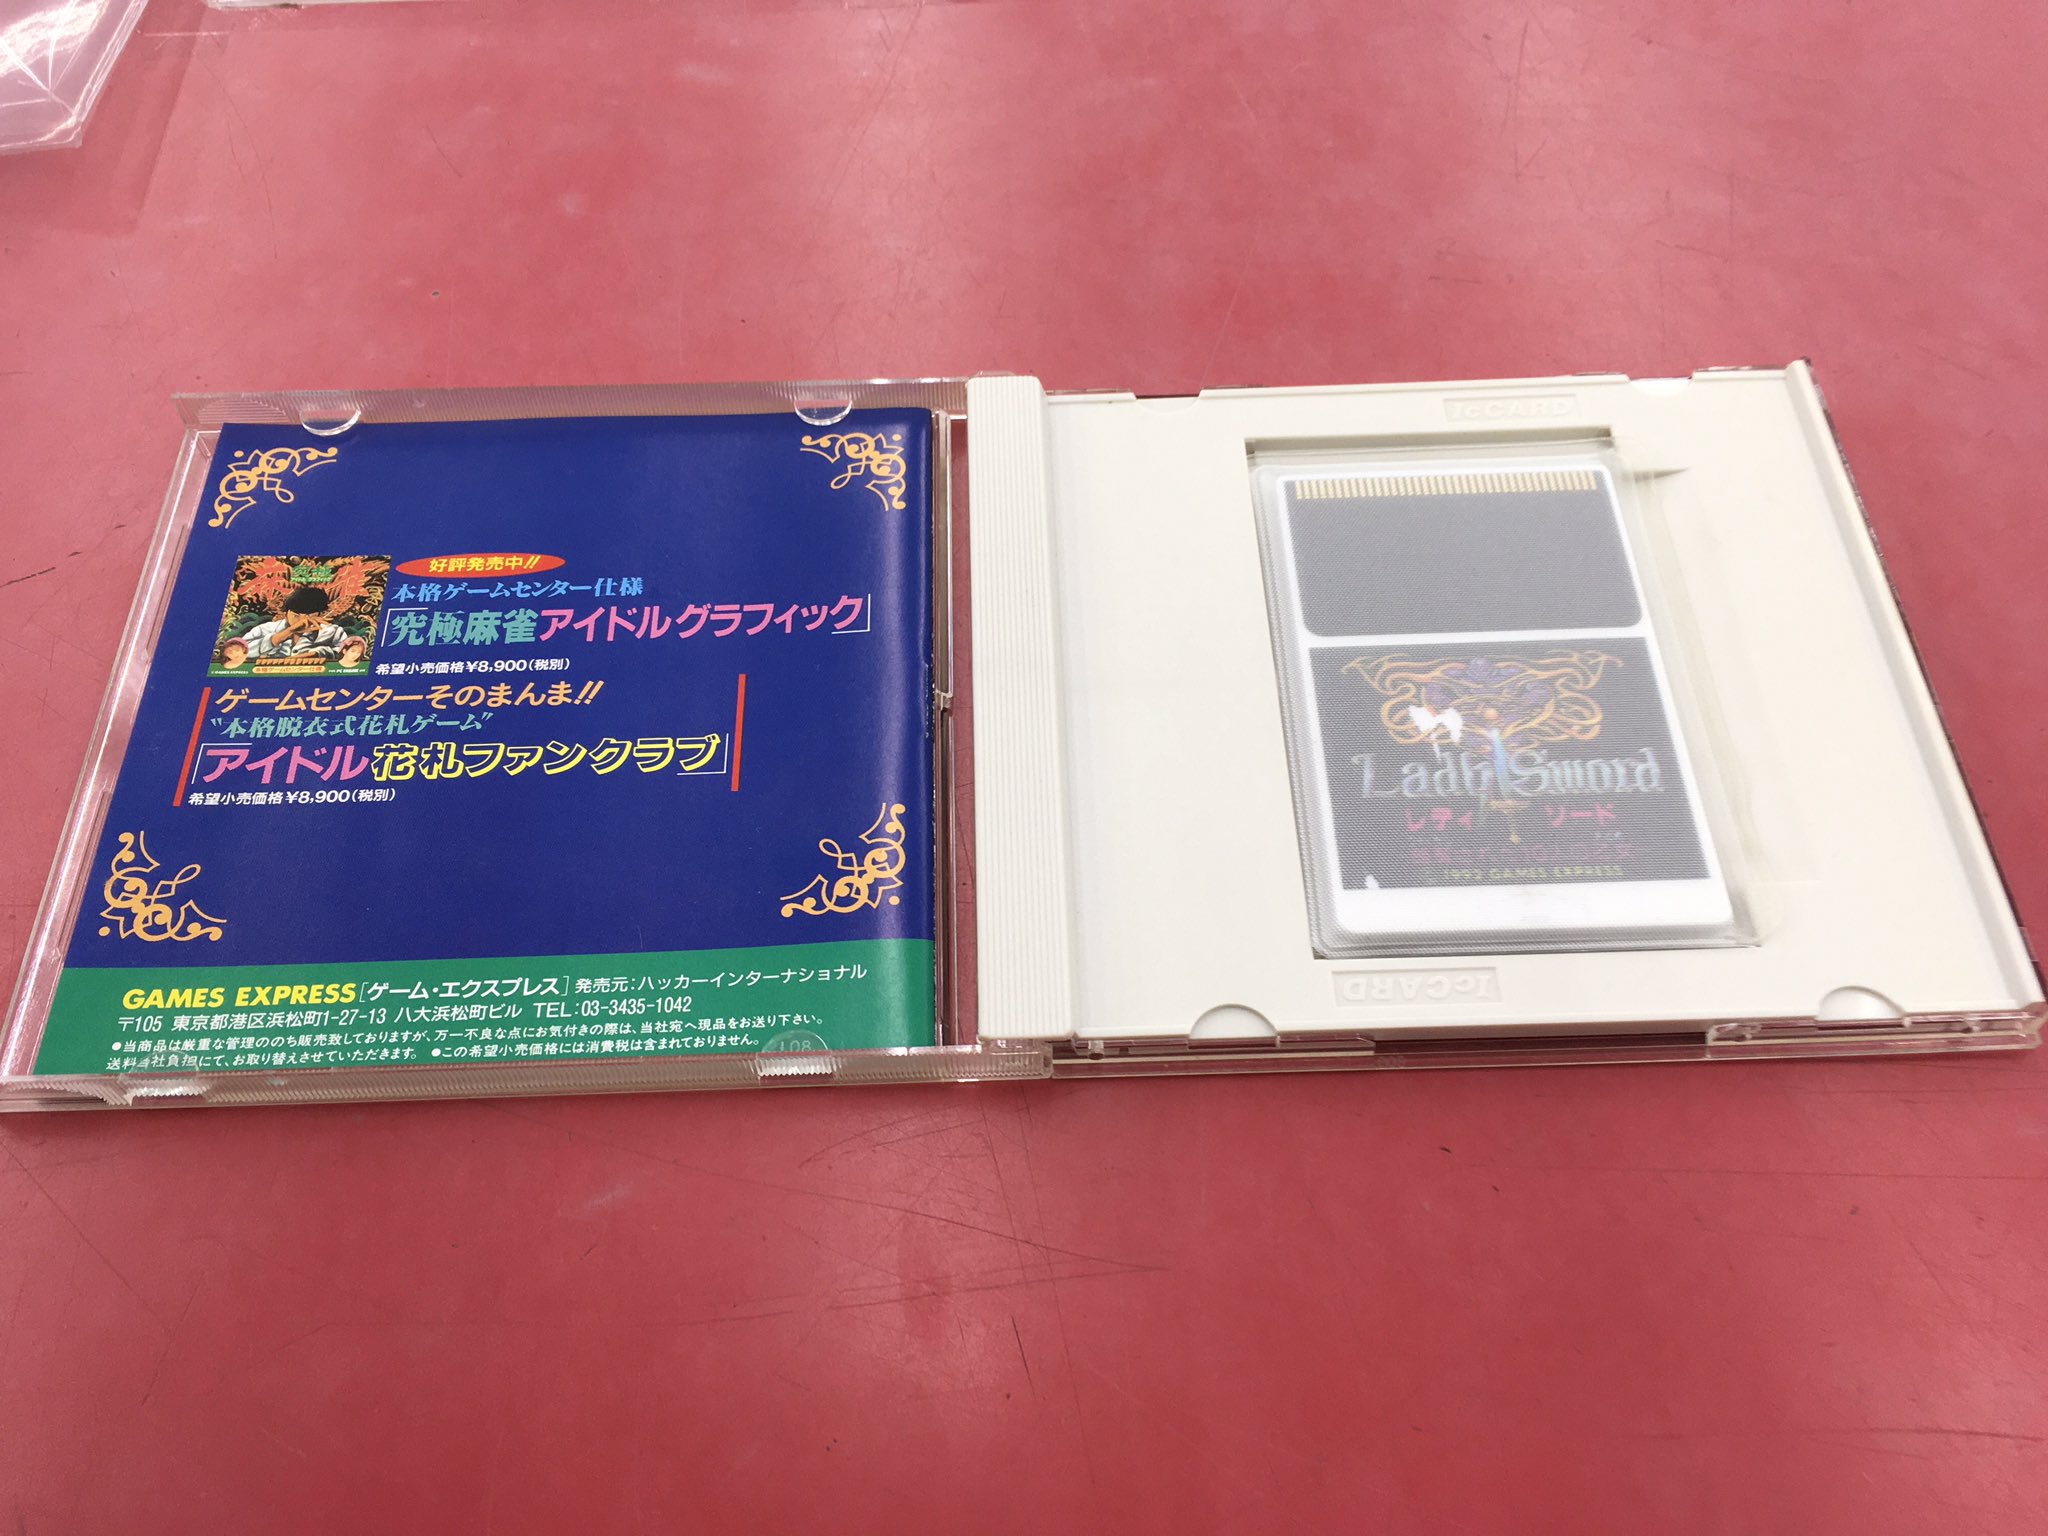 好評発売中!!
本格ゲームセンター仕様
「究極麻雀アイドルグラフィック」
希望小売価格¥8,900(税別)
ゲームセンターそのまんま!!
“本格脱衣式花札ゲーム”
「アイドル花札ファンクラブ」
希望小売価格¥8,900(税別)
GAMES EXPRESS[ゲーム・エクスプレス]発売元:ハッカーインターナショナル
〒105 東京都港区浜松町1-27-13 八大浜松町ビル TEL:03-3435-1042
●当商品は厳重な管理ののち販売致しておりますが、万一不良な点にお気付きの際は、当社宛へ現品をお送り下さい。
送料当社負担にて、お取り替えさせていただきます。 ●この希望小売価格には消費税は含まれておりません。
IcCARD
Lady Sword
レディ ソード
1992 GAMES EXPRESS
IcCARD